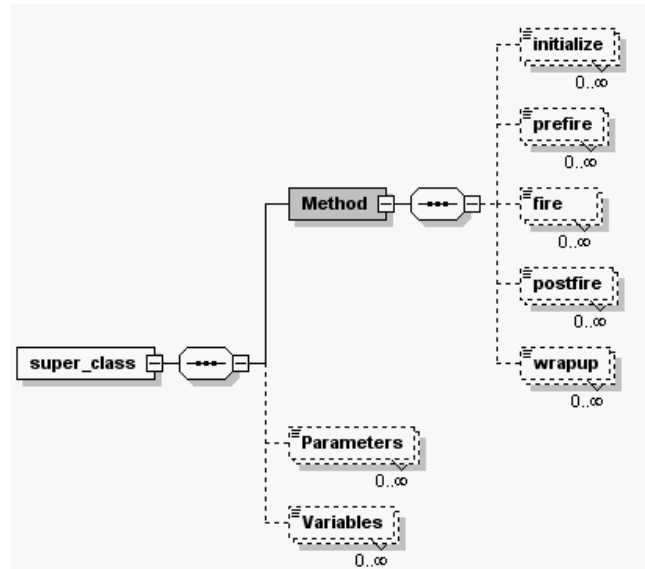 initialize
0..∞
prefire
0..∞
Method
fire
0..∞
postfire
0..∞
super_class
wrapup
0..∞
Parameters
0..∞
Variables
0..∞